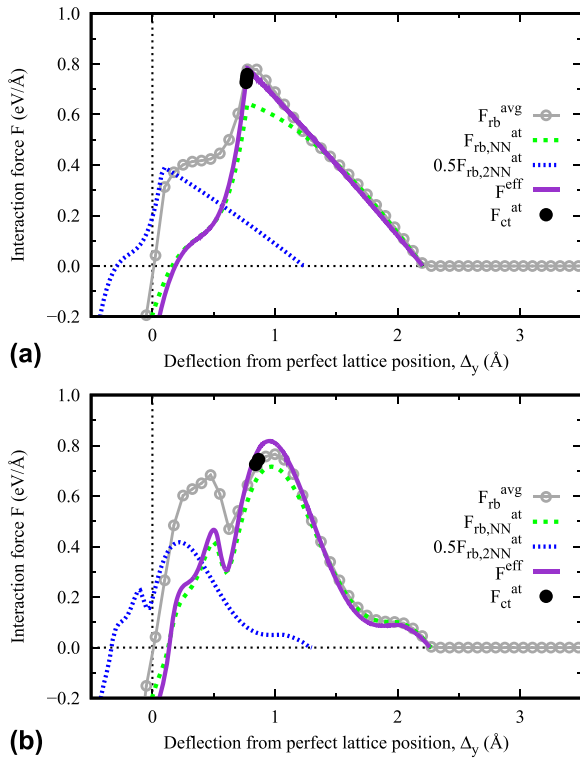 1.0
0.8
0.6
0.4
0.2
0.0
−0.2
Interaction force F (eV/Å)
F_rb^avg
F_rb,NN^at
0.5F_rb,2NN^at
F^eff
F_ct^at
0 1 2 3
(a) Deflection from perfect lattice position, Δ_y (Å)
1.0
0.8
0.6
0.4
0.2
0.0
−0.2
Interaction force F (eV/Å)
F_rb^avg
F_rb,NN^at
0.5F_rb,2NN^at
F^eff
F_ct^at
0 1 2 3
(b) Deflection from perfect lattice position, Δ_y (Å)